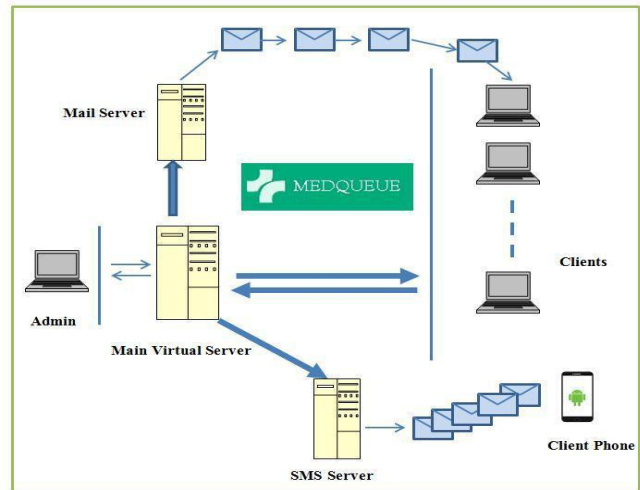 Mail Server
MEDQUEUE
Clients
Admin
Main Virtual Server
Client Phone
SMS Server